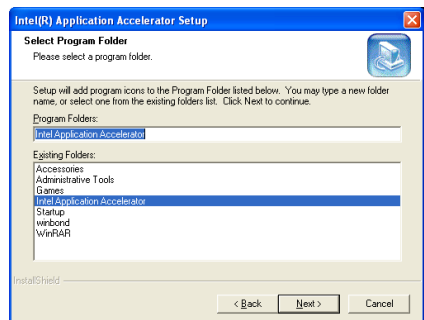 Intel(R) Application Accelerator Setup
Select Program Folder
Please select a program folder.
Setup will add program icons to the Program Folder listed below. You may type a new folder
name, or select one from the existing folders list. Click Next to continue.
Program Folders:
Intel Application Accelerator
Existing Folders:
Accessories
Administrative Tools
Games
Intel Application Accelerator
Startup
winbond
WinRAR
InstallShield
< Back
Next >
Cancel